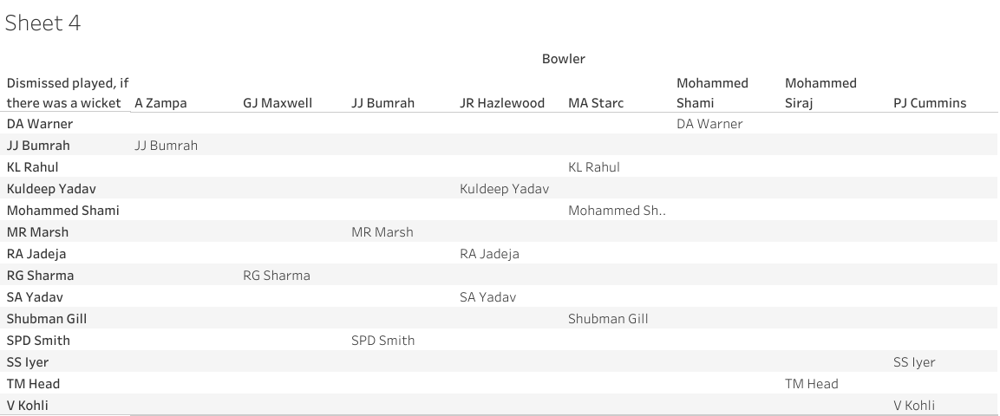 Sheet 4
Bowler
Dismissed played, if there was a wicket A Zampa GJ Maxwell JJ Bumrah JR Hazlewood MA Starc Mohammed Shami Mohammed Siraj PJ Cummins
DA Warner DA Warner
JJ Bumrah JJ Bumrah
KL Rahul KL Rahul
Kuldeep Yadav Kuldeep Yadav
Mohammed Shami Mohammed Sh..
MR Marsh MR Marsh
RA Jadeja RA Jadeja
RG Sharma RG Sharma
SA Yadav SA Yadav
Shubman Gill Shubman Gill
SPD Smith SPD Smith
SS Iyer SS Iyer
TM Head TM Head
V Kohli V Kohli